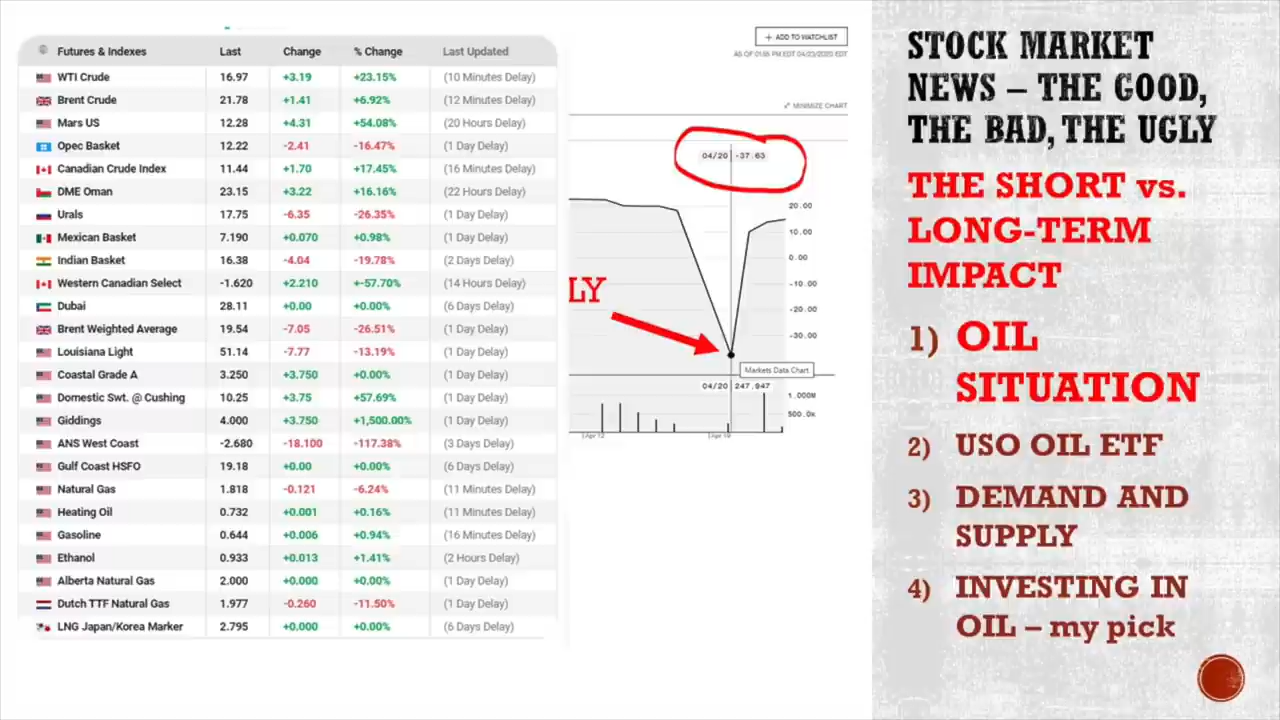 Futures & Indexes Last Change % Change Last Updated
WTI Crude 16.97 +3.19 +23.15% (10 Minutes Delay)
Brent Crude 21.78 +1.41 +6.92% (12 Minutes Delay)
Mars US 12.28 +4.31 +54.08% (20 Hours Delay)
Opec Basket 12.22 -2.41 -16.47% (1 Day Delay)
Canadian Crude Index 11.44 +1.70 +17.45% (16 Minutes Delay)
DME Oman 23.15 +3.22 +16.16% (22 Hours Delay)
Urals 17.75 -6.35 -26.35% (1 Day Delay)
Mexican Basket 7.190 +0.070 +0.98% (1 Day Delay)
Indian Basket 16.38 -4.04 -19.78% (2 Days Delay)
Western Canadian Select -1.620 +2.210 +-57.70% (14 Hours Delay)
Dubai 28.11 +0.00 +0.00% (6 Days Delay)
Brent Weighted Average 19.54 -7.05 -26.51% (1 Day Delay)
Louisiana Light 51.14 -7.77 -13.19% (1 Day Delay)
Coastal Grade A 3.250 +3.750 +0.00% (1 Day Delay)
Domestic Swt. @ Cushing 10.25 +3.75 +57.69% (1 Day Delay)
Giddings 4.000 +3.750 +1,500.00% (1 Day Delay)
ANS West Coast -2.680 -18.100 -117.38% (3 Days Delay)
Gulf Coast HSFO 19.18 +0.00 +0.00% (6 Days Delay)
Natural Gas 1.818 -0.121 -6.24% (11 Minutes Delay)
Heating Oil 0.732 +0.001 +0.16% (11 Minutes Delay)
Gasoline 0.644 +0.006 +0.94% (16 Minutes Delay)
Ethanol 0.933 +0.013 +1.41% (2 Hours Delay)
Alberta Natural Gas 2.000 +0.000 +0.00% (1 Day Delay)
Dutch TTF Natural Gas 1.977 -0.260 -11.50% (1 Day Delay)
LNG Japan/Korea Marker 2.795 +0.000 +0.00% (6 Days Delay)
+ ADD TO WATCHLIST
AS OF 01:55 PM EDT 04/23/2020 EDT
MINIMIZE CHART
04/20 -37.63
20.00
10.00
0.00
-10.00
-20.00
-30.00
LY
Markets Data Chart
04/20 247,947
1.000M
500.0k
Apr 12 Apr 19
STOCK MARKET
NEWS – THE GOOD,
THE BAD, THE UGLY
THE SHORT vs.
LONG-TERM
IMPACT
1) OIL
SITUATION
2) USO OIL ETF
3) DEMAND AND
SUPPLY
4) INVESTING IN
OIL – my pick